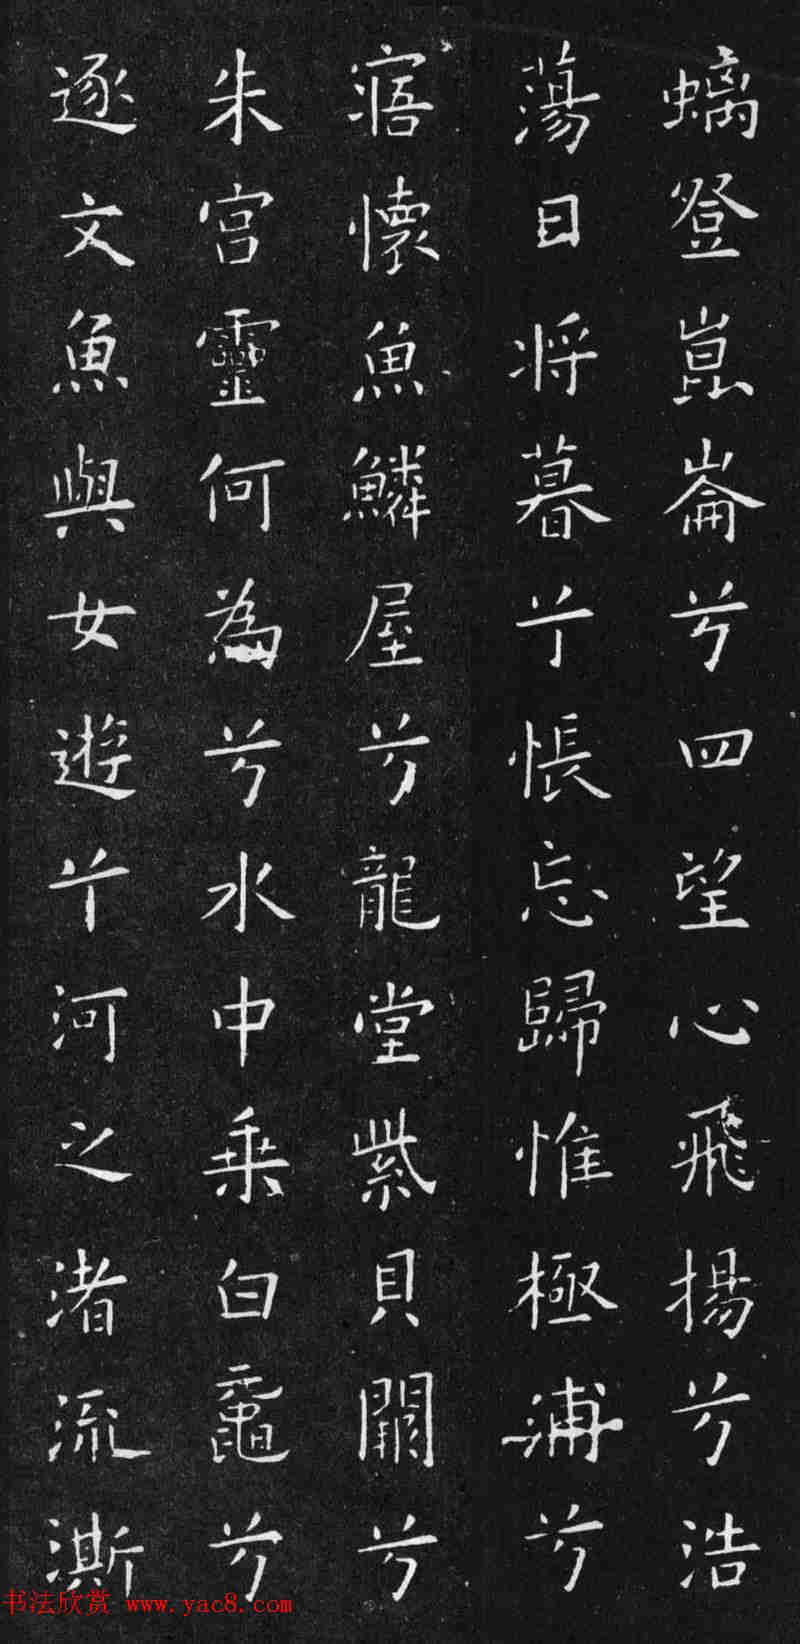 螭登崑崙兮四望心飛揚兮浩
蕩日將暮兮悵忘歸惟極浦兮
寤懷魚鱗屋兮龍堂紫貝闕兮
朱宮靈何為兮水中乗白黿兮
逐文魚與女遊兮河之渚流澌
书法欣赏 www.yac8.com